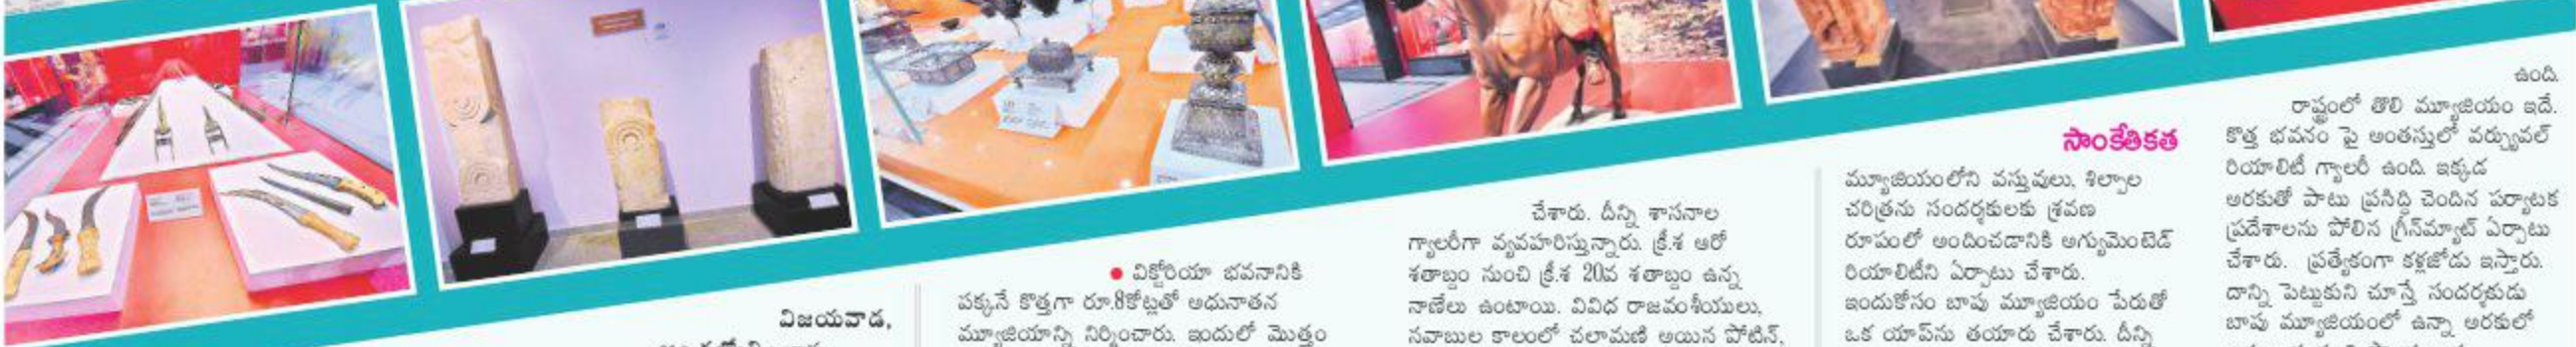 విజయవాడ,
● విక్టోరియా భవనానికి
పక్కనే కొత్తగా రూ.8కోట్లతో అధునాతన
మ్యూజియాన్ని నిర్మించారు. ఇందులో మొత్తం
చేశారు. దీన్ని శాసనాల
గ్యాలరీగా వ్యవహరిస్తున్నారు. క్రీ.శ ఆరో
శతాబ్దం నుంచి క్రీ.శ 20వ శతాబ్దం ఉన్న
నాణేలు ఉంటాయి. వివిధ రాజవంశీయులు,
నవాబుల కాలంలో చలామణి అయిన పోటిన్,
సాంకేతికత
మ్యూజియంలోని వస్తువులు, శిల్పాల
చరిత్రను సందర్శకులకు శ్రవణ
రూపంలో అందించడానికి అగ్యుమెంటెడ్
రియాలిటీని ఏర్పాటు చేశారు.
ఇందుకోసం బాపు మ్యూజియం పేరుతో
ఒక యాప్‌ను తయారు చేశారు. దీన్ని
ఉంది.
రాష్ట్రంలో తొలి మ్యూజియం ఇదే.
కొత్త భవనం పై అంతస్తులో వర్చ్యువల్
రియాలిటీ గ్యాలరీ ఉంది. ఇక్కడ
అరకుతో పాటు ప్రసిద్ధి చెందిన పర్యాటక
ప్రదేశాలను పోలిన గ్రీన్‌మ్యాట్ ఏర్పాటు
చేశారు. ప్రత్యేకంగా కళ్లజోడు ఇస్తారు.
దాన్ని పెట్టుకుని చూస్తే సందర్శకుడు
బాపు మ్యూజియంలో ఉన్నా అరకులో